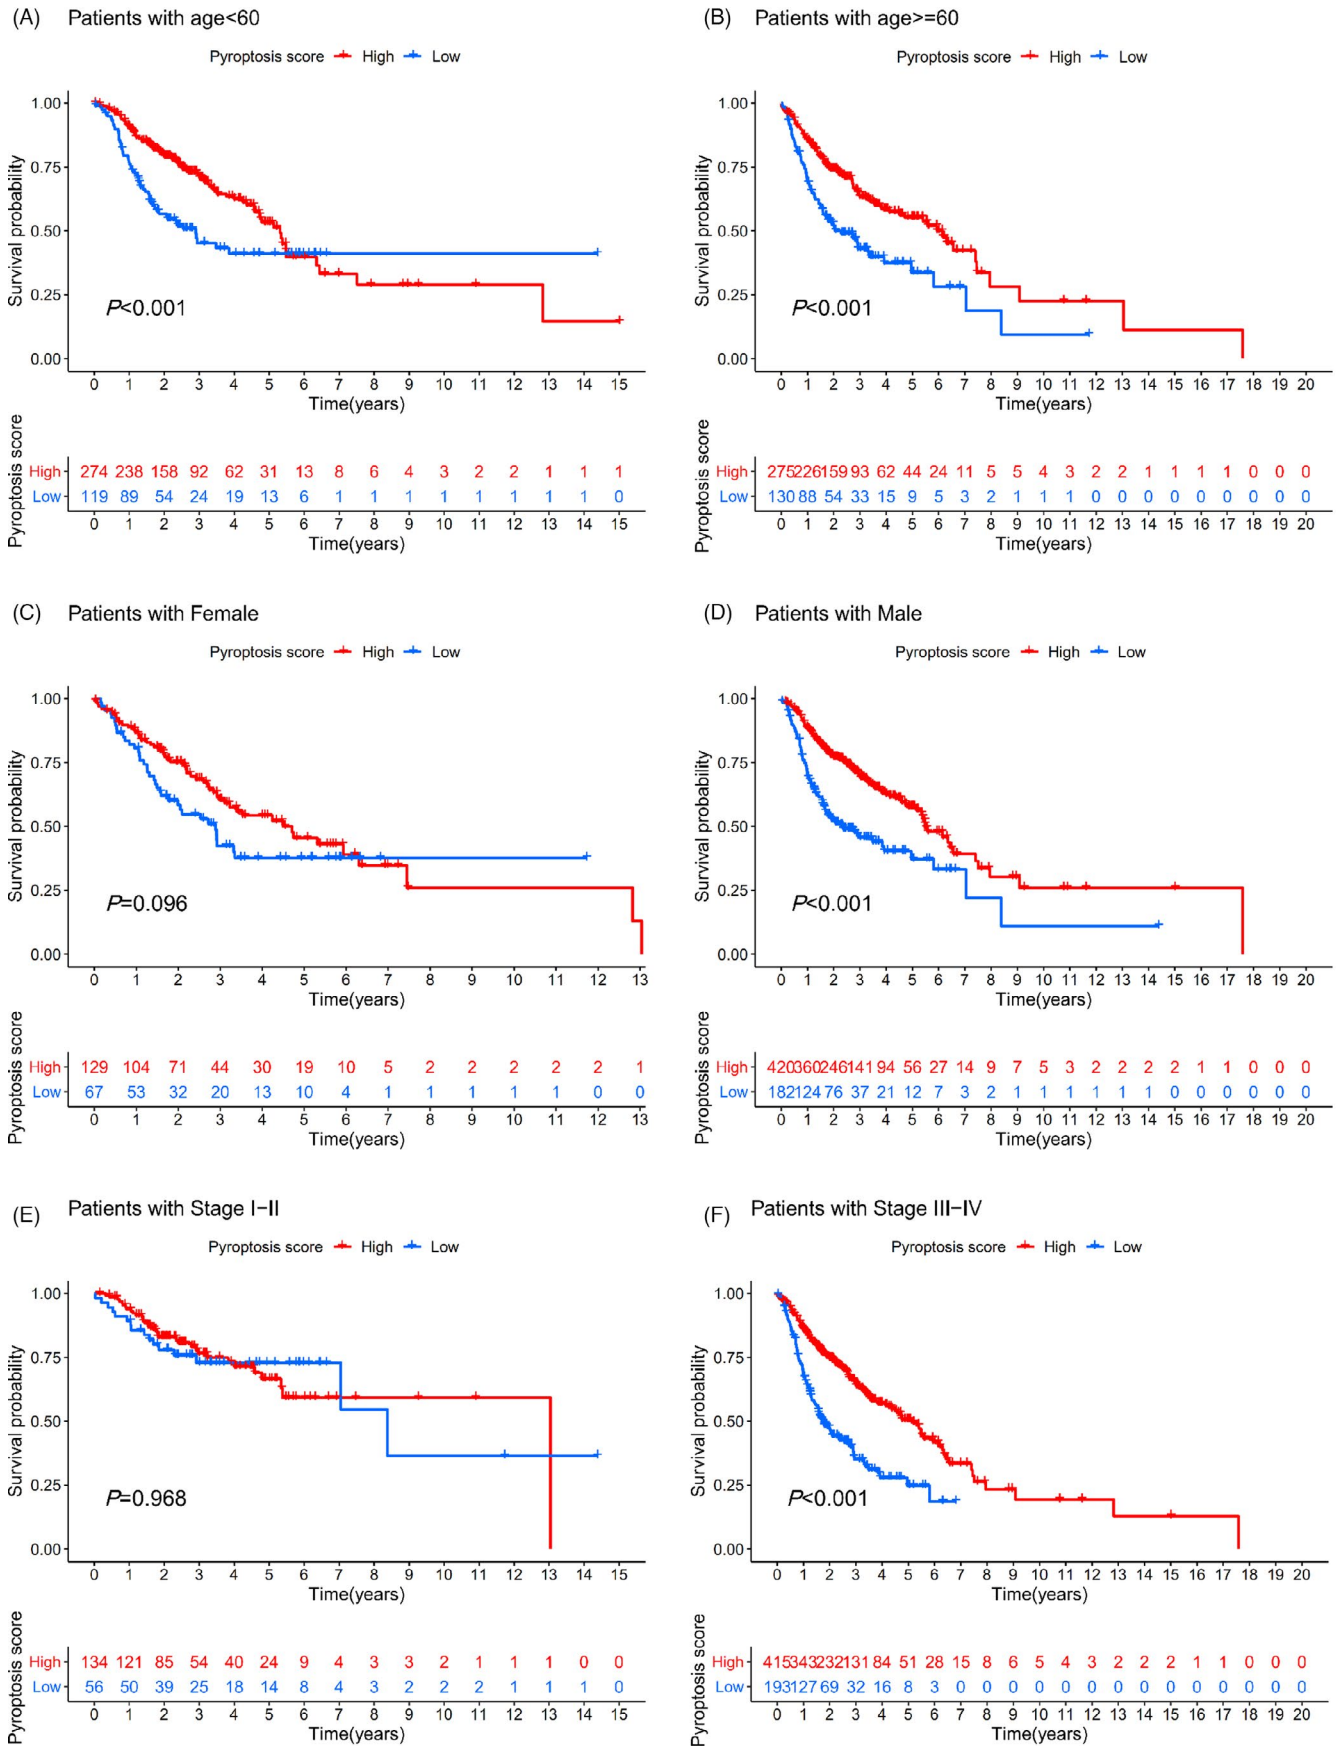 (A) Patients with age<60
Pyroptosis score High Low
1.00
0.75
0.50
0.25
0.00
Survival probability
P<0.001
0 1 2 3 4 5 6 7 8 9 10 11 12 13 14 15
Time(years)
Pyroptosis score
High 274 238 158 92 62 31 13 8 6 4 3 2 2 1 1 1
Low 119 89 54 24 19 13 6 1 1 1 1 1 1 1 1 0
0 1 2 3 4 5 6 7 8 9 10 11 12 13 14 15
Time(years)
(B) Patients with age>=60
Pyroptosis score High Low
1.00
0.75
0.50
0.25
0.00
Survival probability
P<0.001
0 1 2 3 4 5 6 7 8 9 10 11 12 13 14 15 16 17 18 19 20
Time(years)
Pyroptosis score
High 275 226 159 93 62 44 24 11 5 5 4 3 2 2 1 1 1 1 0 0 0
Low 130 88 54 33 15 9 5 3 2 1 1 1 0 0 0 0 0 0 0 0 0
0 1 2 3 4 5 6 7 8 9 10 11 12 13 14 15 16 17 18 19 20
Time(years)
(C) Patients with Female
Pyroptosis score High Low
1.00
0.75
0.50
0.25
0.00
Survival probability
P=0.096
0 1 2 3 4 5 6 7 8 9 10 11 12 13
Time(years)
Pyroptosis score
High 129 104 71 44 30 19 10 5 2 2 2 2 2 1
Low 67 53 32 20 13 10 4 1 1 1 1 1 0 0
0 1 2 3 4 5 6 7 8 9 10 11 12 13
Time(years)
(D) Patients with Male
Pyroptosis score High Low
1.00
0.75
0.50
0.25
0.00
Survival probability
P<0.001
0 1 2 3 4 5 6 7 8 9 10 11 12 13 14 15 16 17 18 19 20
Time(years)
Pyroptosis score
High 420 360 246 141 94 56 27 14 9 7 5 3 2 2 2 2 1 1 0 0 0
Low 182 124 76 37 21 12 7 3 2 1 1 1 1 1 1 0 0 0 0 0 0
0 1 2 3 4 5 6 7 8 9 10 11 12 13 14 15 16 17 18 19 20
Time(years)
(E) Patients with Stage I−II
Pyroptosis score High Low
1.00
0.75
0.50
0.25
0.00
Survival probability
P=0.968
0 1 2 3 4 5 6 7 8 9 10 11 12 13 14 15
Time(years)
Pyroptosis score
High 134 121 85 54 40 24 9 4 3 3 2 1 1 1 0 0
Low 56 50 39 25 18 14 8 4 3 2 2 2 1 1 1 0
0 1 2 3 4 5 6 7 8 9 10 11 12 13 14 15
Time(years)
(F) Patients with Stage III−IV
Pyroptosis score High Low
1.00
0.75
0.50
0.25
0.00
Survival probability
P<0.001
0 1 2 3 4 5 6 7 8 9 10 11 12 13 14 15 16 17 18 19 20
Time(years)
Pyroptosis score
High 415 343 232 131 84 51 28 15 8 6 5 4 3 2 2 2 1 1 0 0 0
Low 193 127 69 32 16 8 3 0 0 0 0 0 0 0 0 0 0 0 0 0 0
0 1 2 3 4 5 6 7 8 9 10 11 12 13 14 15 16 17 18 19 20
Time(years)